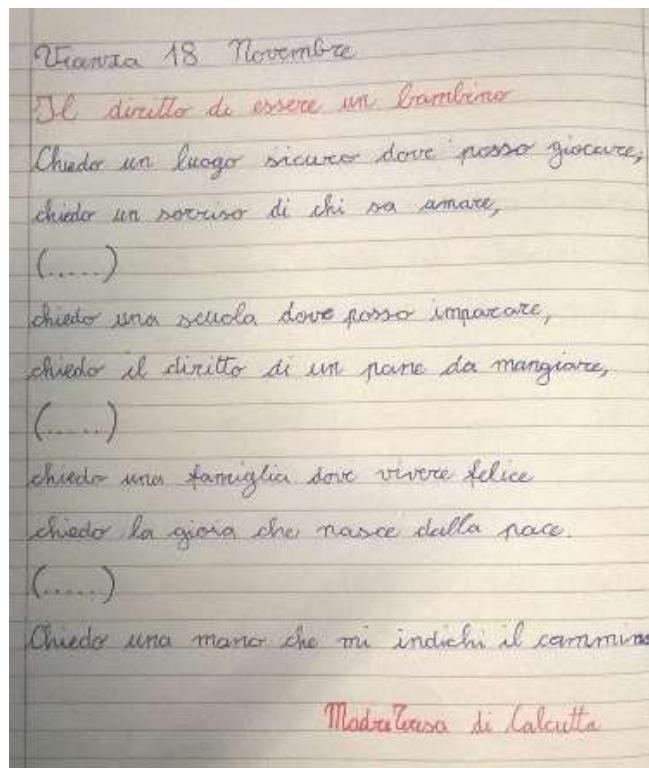 Vianza 18 Novembre
Il diritto di essere un bambino
Chiedo un luogo sicuro dove posso giocare,
chiedo un sorriso di chi sa amare,
(.....)
chiedo una scuola dove posso imparare,
chiedo il diritto di un pane da mangiare,
(.....)
chiedo una famiglia dove vivere felice
chiedo la gioia che nasce dalla pace.
(.....)
Chiedo una mano che mi indichi il cammino
Madre Teresa di Calcutta